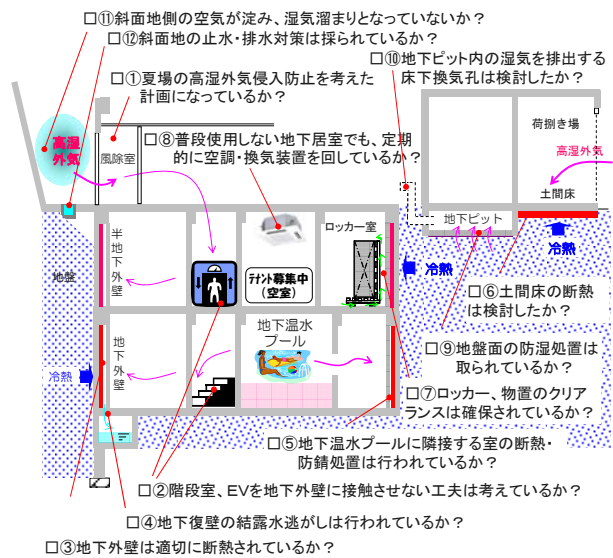 □⑪斜面地側の空気が淀み、湿気溜まりとなっていないか？
□⑫斜面地の止水・排水対策は採られているか？
□⑩地下ピット内の湿気を排出する
床下換気孔は検討したか？
□①夏場の高湿外気侵入防止を考えた
計画になっているか？
□⑧普段使用しない地下居室でも、定期
的に空調・換気装置を回しているか？
高湿
外気
風除室
荷捌き場
高湿外気
土間床
地下ピット
半地下外壁
ロッカー室
テナント募集中
(空室)
地盤
冷熱
冷熱
□⑥土間床の断熱
は検討したか？
地下外壁
地下温水
プール
冷熱
□⑨地盤面の防湿処置は
取られているか？
□⑦ロッカー、物置のクリア
ランスは確保されているか？
□⑤地下温水プールに隣接する室の断熱・
防錆処置は行われているか？
□②階段室、EVを地下外壁に接触させない工夫は考えているか？
□④地下復壁の結露水逃がしは行われているか？
□③地下外壁は適切に断熱されているか？